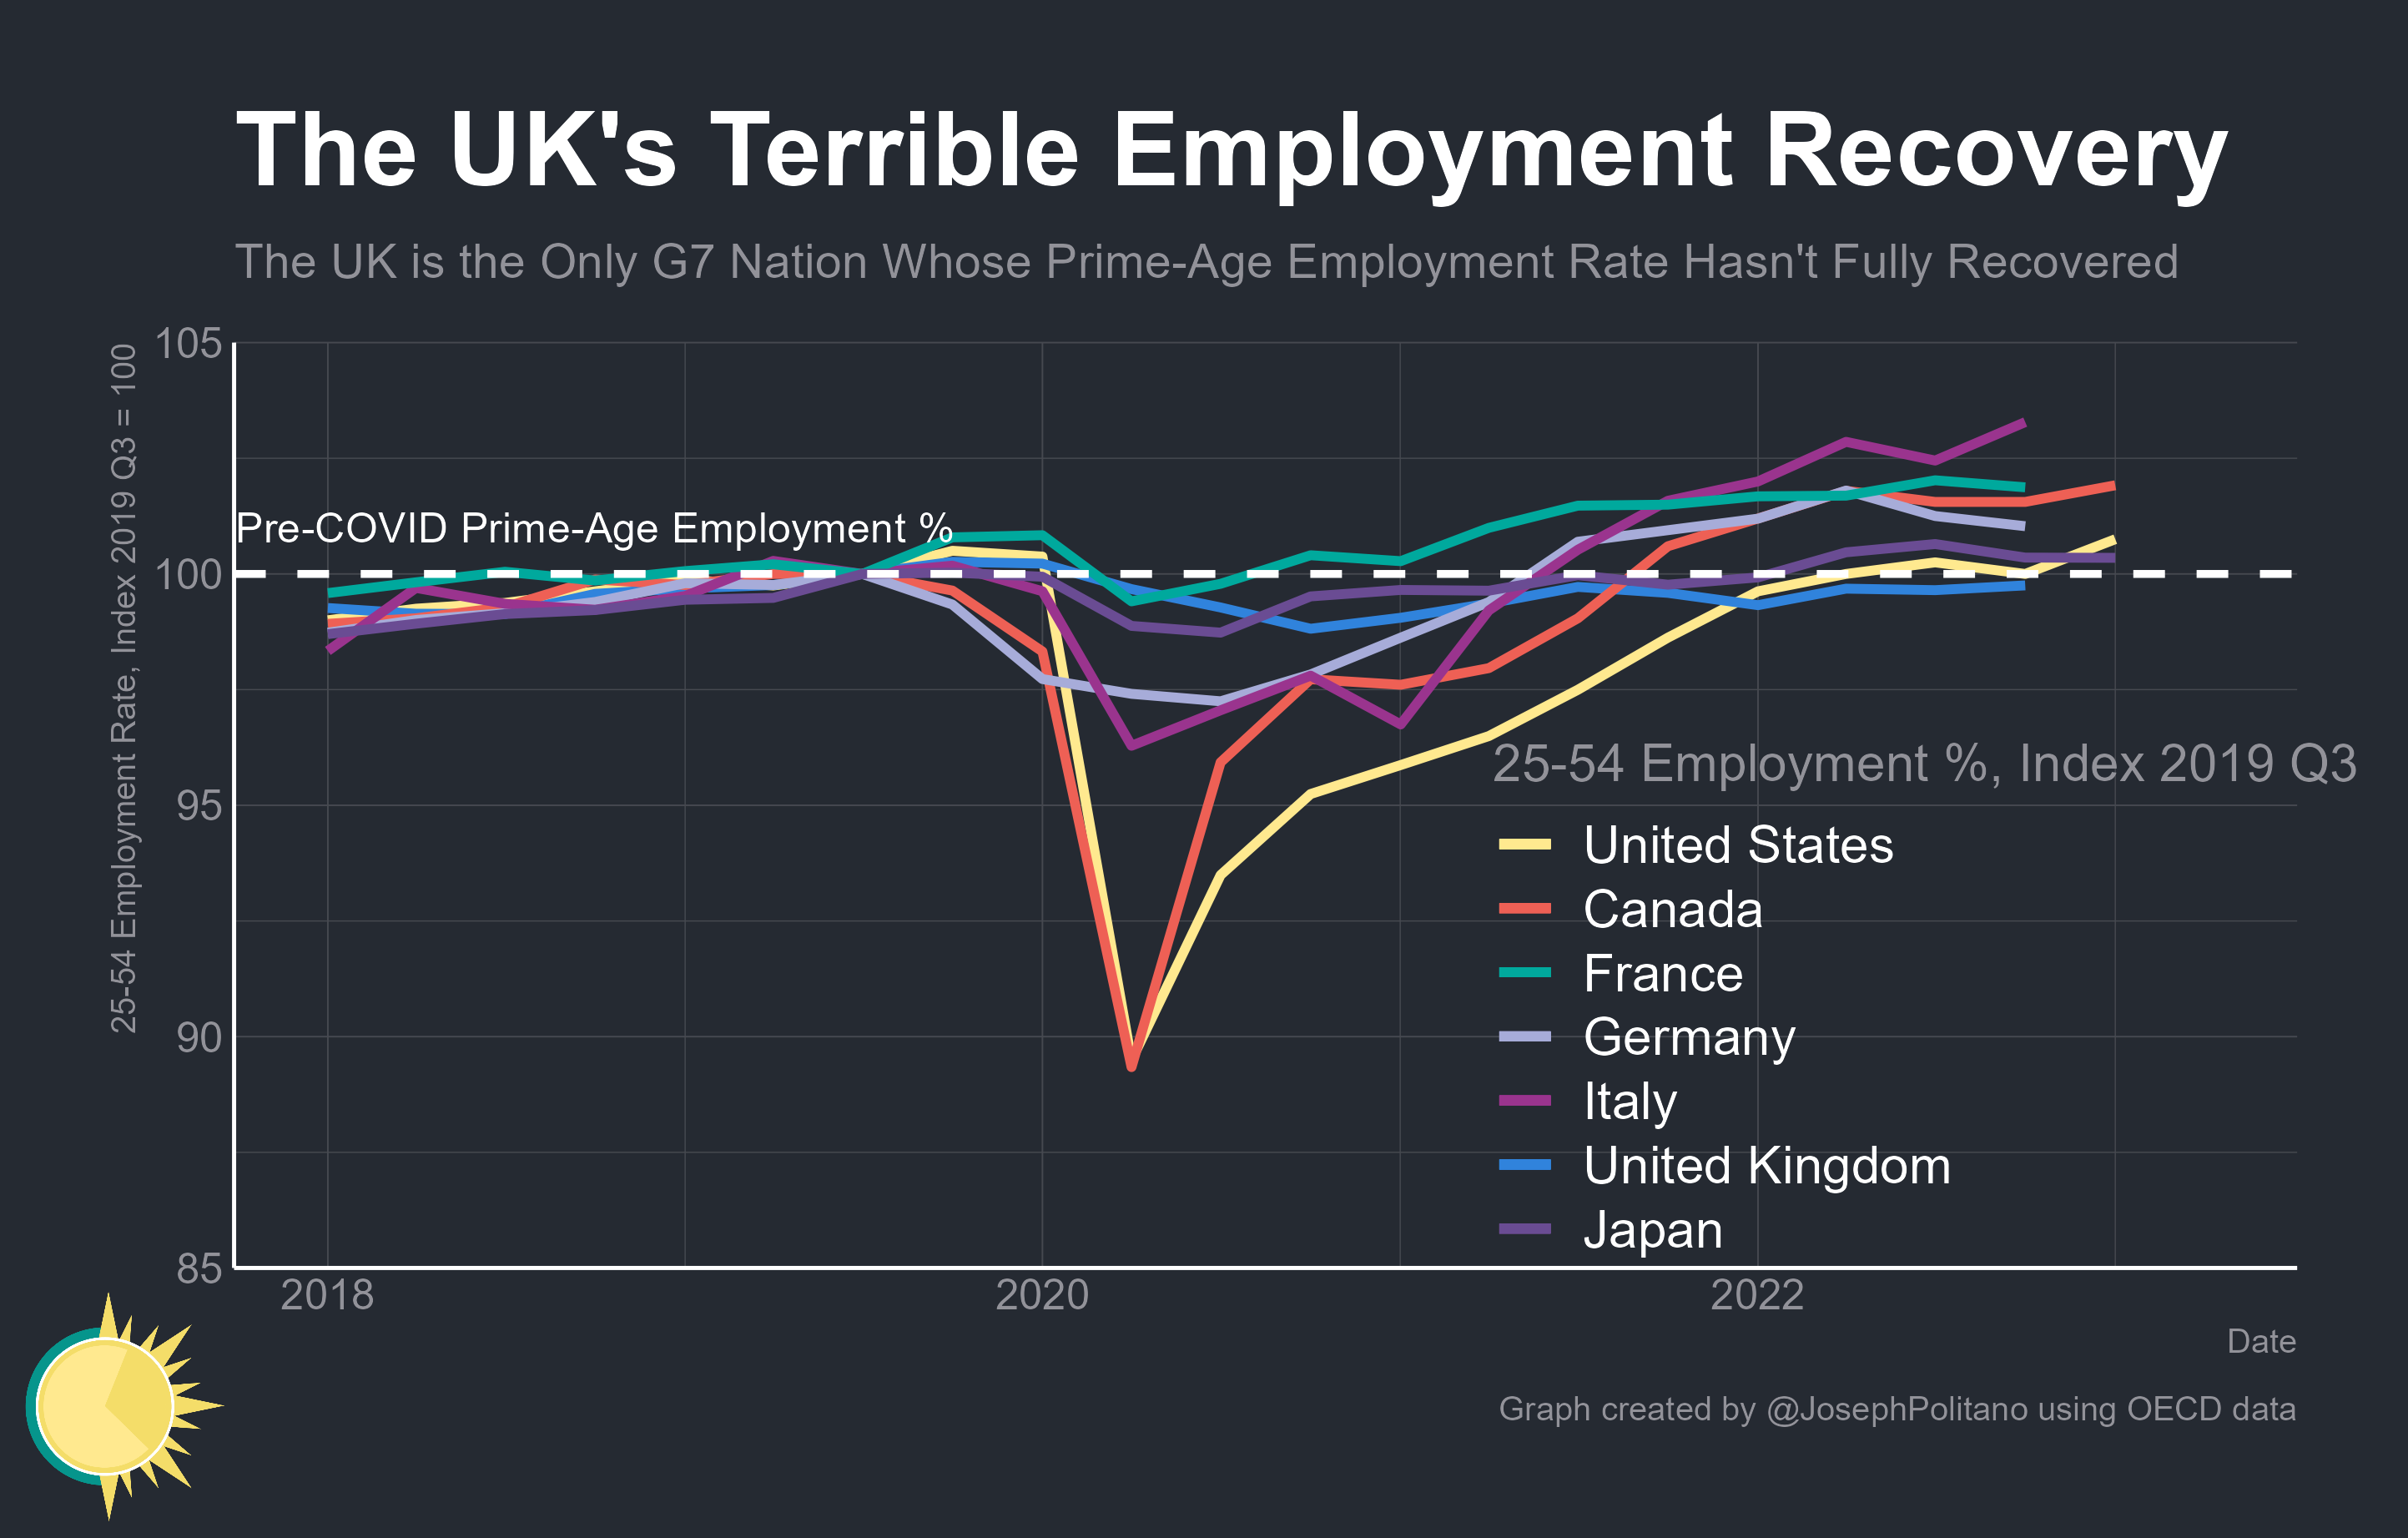 The UK's Terrible Employment Recovery
The UK is the Only G7 Nation Whose Prime-Age Employment Rate Hasn't Fully Recovered
25-54 Employment Rate, Index 2019 Q3 = 100
105
100
95
90
85
Pre-COVID Prime-Age Employment %
25-54 Employment %, Index 2019 Q3
United States
Canada
France
Germany
Italy
United Kingdom
Japan
2018
2020
2022
Date
Graph created by @JosephPolitano using OECD data